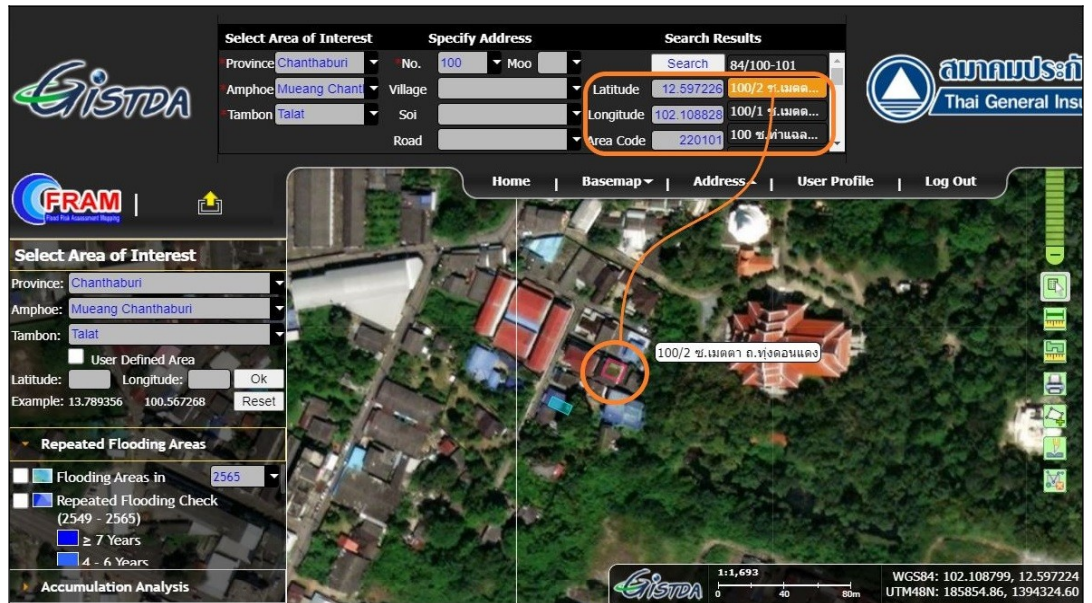 GISTDA
Select Area of Interest
Specify Address
Search Results
*Province Chanthaburi
*No. 100 Moo
Search
84/100-101
*Amphoe Mueang Chant
Village
Latitude 12.597226
100/2 ซ.เมตต...
*Tambon Talat
Soi
Longitude 102.108828
100/1 ซ.เมตต...
Road
Area Code 220101
100 ซ.ท่าแฉล...
สมาคมประกั
Thai General Insu
FRAM
Flood Risk Assessment Mapping
Home | Basemap | Address | User Profile | Log Out
Select Area of Interest
Province: Chanthaburi
Amphoe: Mueang Chanthaburi
Tambon: Talat
User Defined Area
Latitude: Longitude: Ok
Example: 13.789356 100.567268 Reset
Repeated Flooding Areas
Flooding Areas in 2565
Repeated Flooding Check
(2549 - 2565)
≥ 7 Years
4 - 6 Years
Accumulation Analysis
100/2 ซ.เมตตา ถ.ทุ่งดอนแดง
GISTDA
1:1,693
0 40 80m
WGS84: 102.108799, 12.597224
UTM48N: 185854.86, 1394324.60